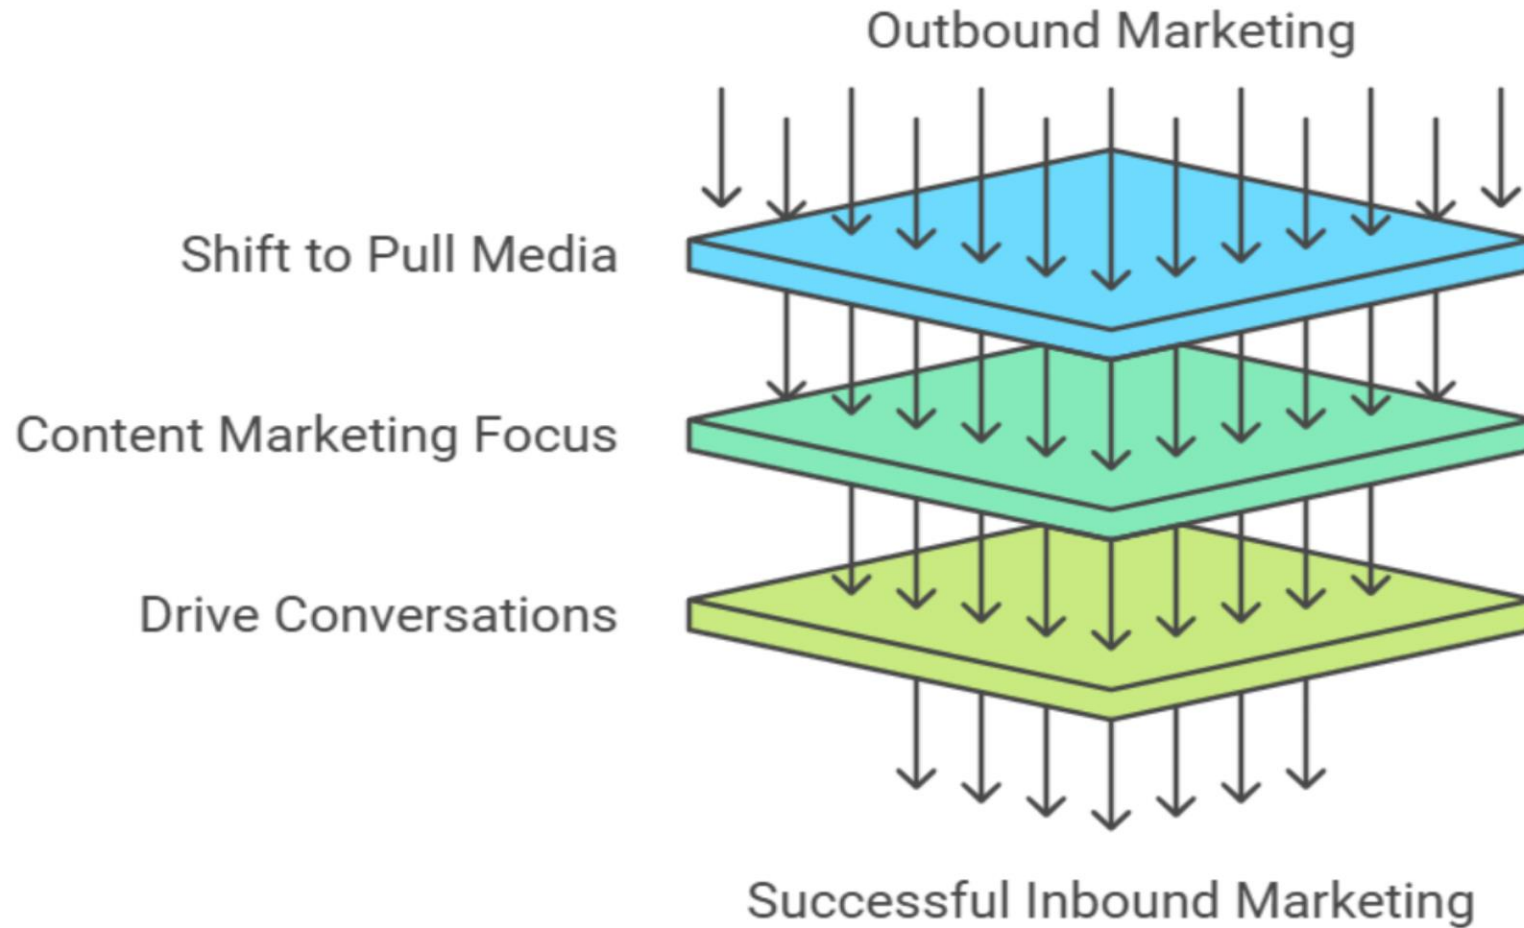 Outbound Marketing
Shift to Pull Media
Content Marketing Focus
Drive Conversations
Successful Inbound Marketing